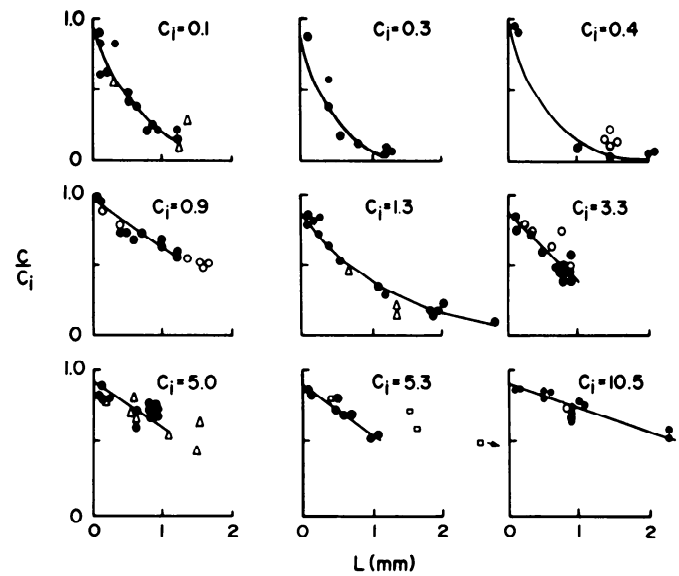 1.0
0
Ci=0.1
Ci=0.3
Ci=0.4
1.0
0
Ci=0.9
Ci=1.3
Ci=3.3
C
Ci
1.0
0
Ci=5.0
Ci=5.3
Ci=10.5
0 1 2
0 1 2
0 1 2
L (mm)